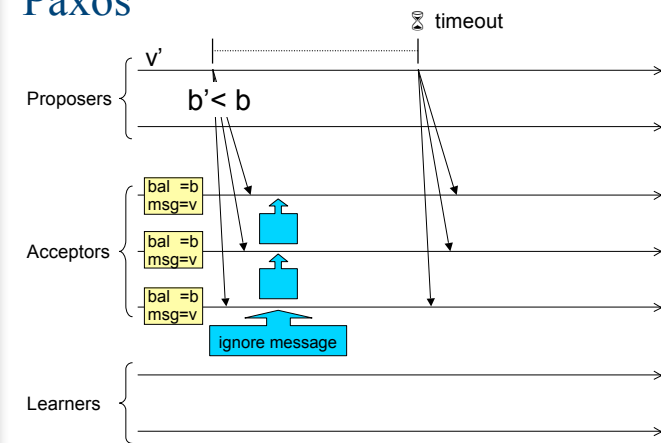 Paxos
timeout
v'
Proposers
b'< b
bal =b
msg=v
Acceptors
bal =b
msg=v
bal =b
msg=v
ignore message
Learners